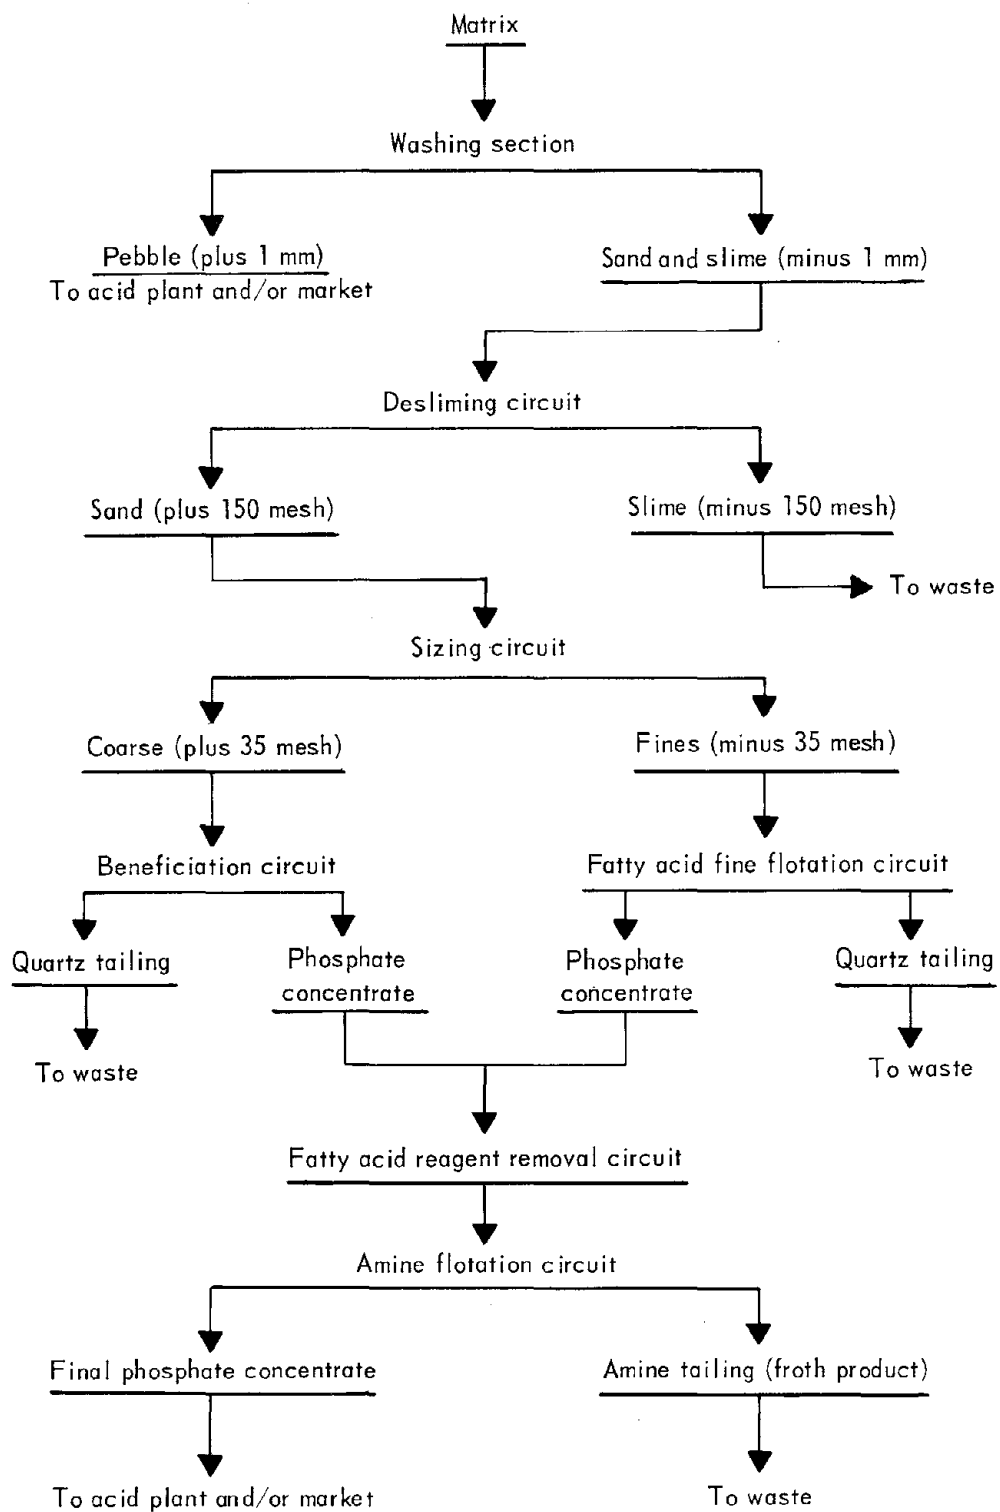 Matrix
Washing section
Pebble (plus 1 mm)
To acid plant and/or market
Sand and slime (minus 1 mm)
Desliming circuit
Sand (plus 150 mesh)
Slime (minus 150 mesh)
To waste
Sizing circuit
Coarse (plus 35 mesh)
Fines (minus 35 mesh)
Beneficiation circuit
Fatty acid fine flotation circuit
Quartz tailing
Phosphate
concentrate
Phosphate
concentrate
Quartz tailing
To waste
To waste
Fatty acid reagent removal circuit
Amine flotation circuit
Final phosphate concentrate
Amine tailing (froth product)
To acid plant and/or market
To waste